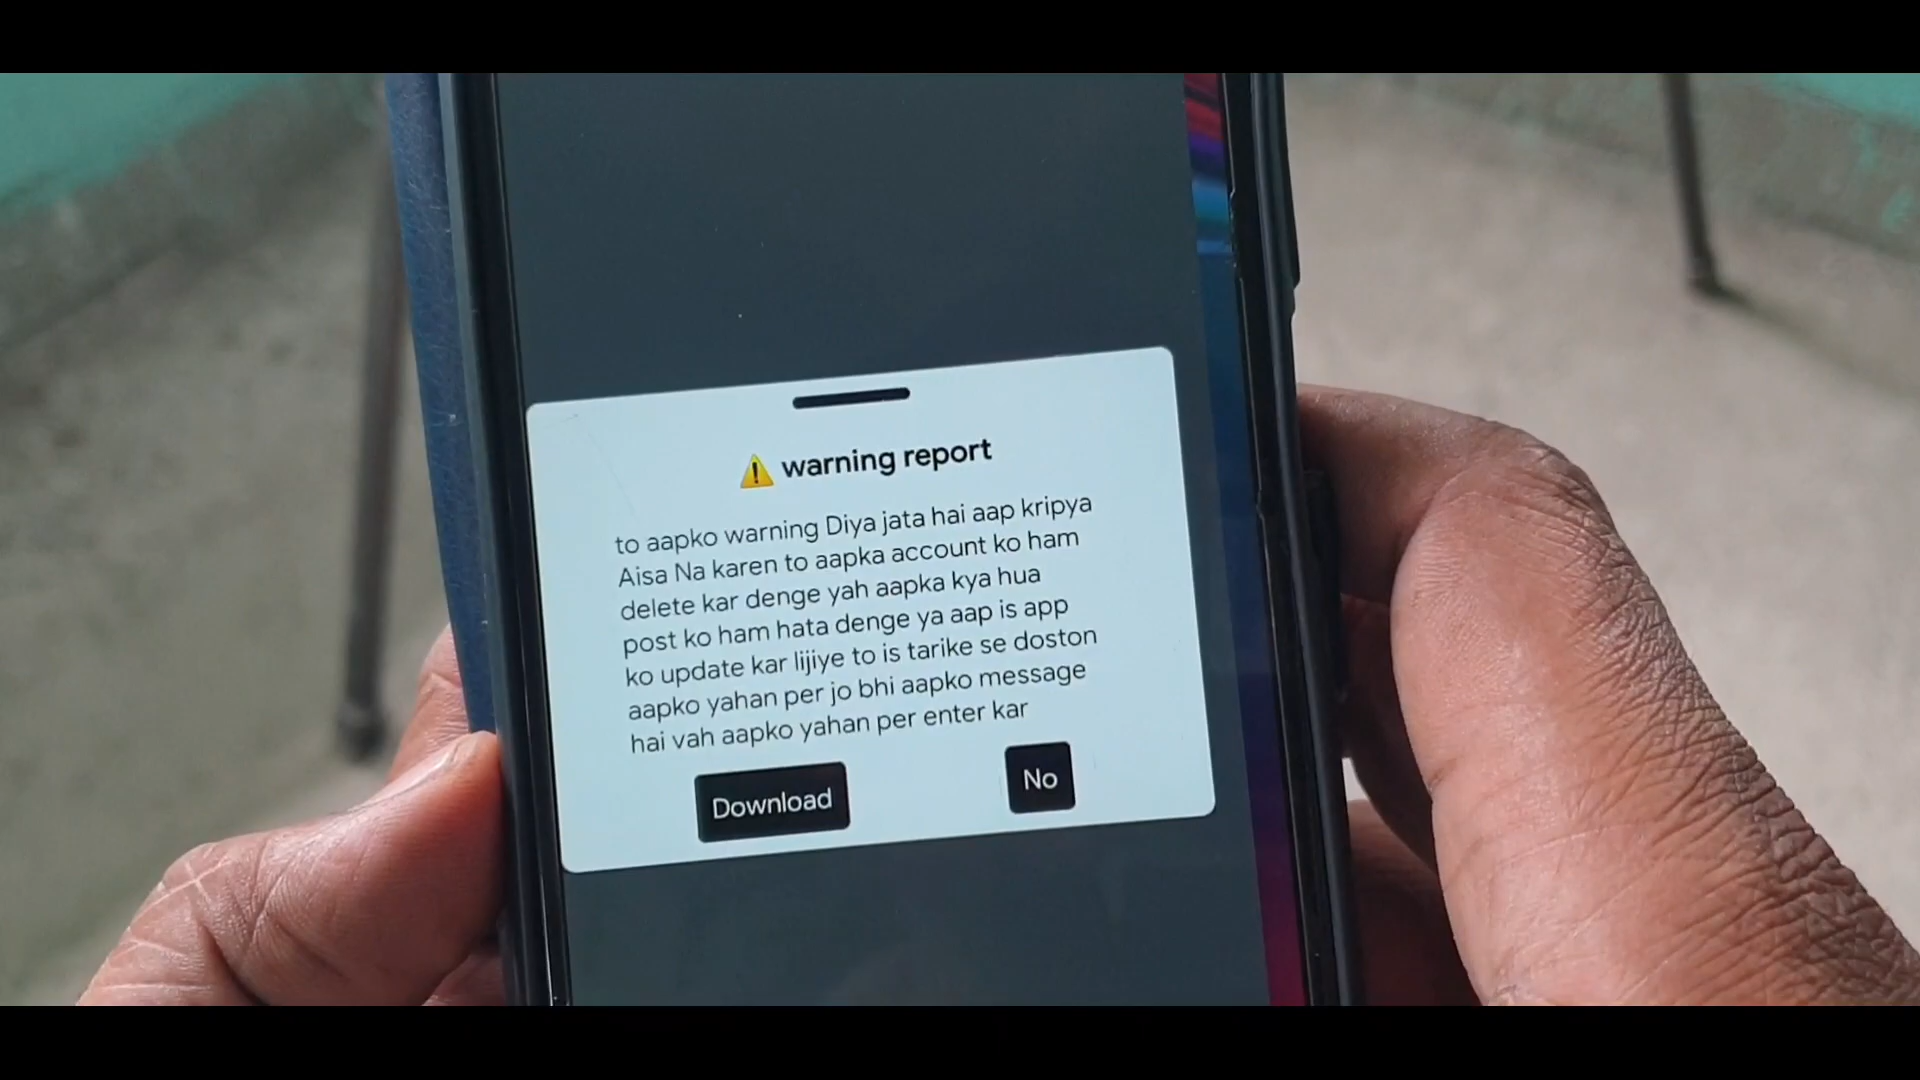 ⚠️ warning report
to aapko warning Diya jata hai aap kripya
Aisa Na karen to aapka account ko ham
delete kar denge yah aapka kya hua
post ko ham hata denge ya aap is app
ko update kar lijiye to is tarike se doston
aapko yahan per jo bhi aapko message
hai vah aapko yahan per enter kar
Download
No